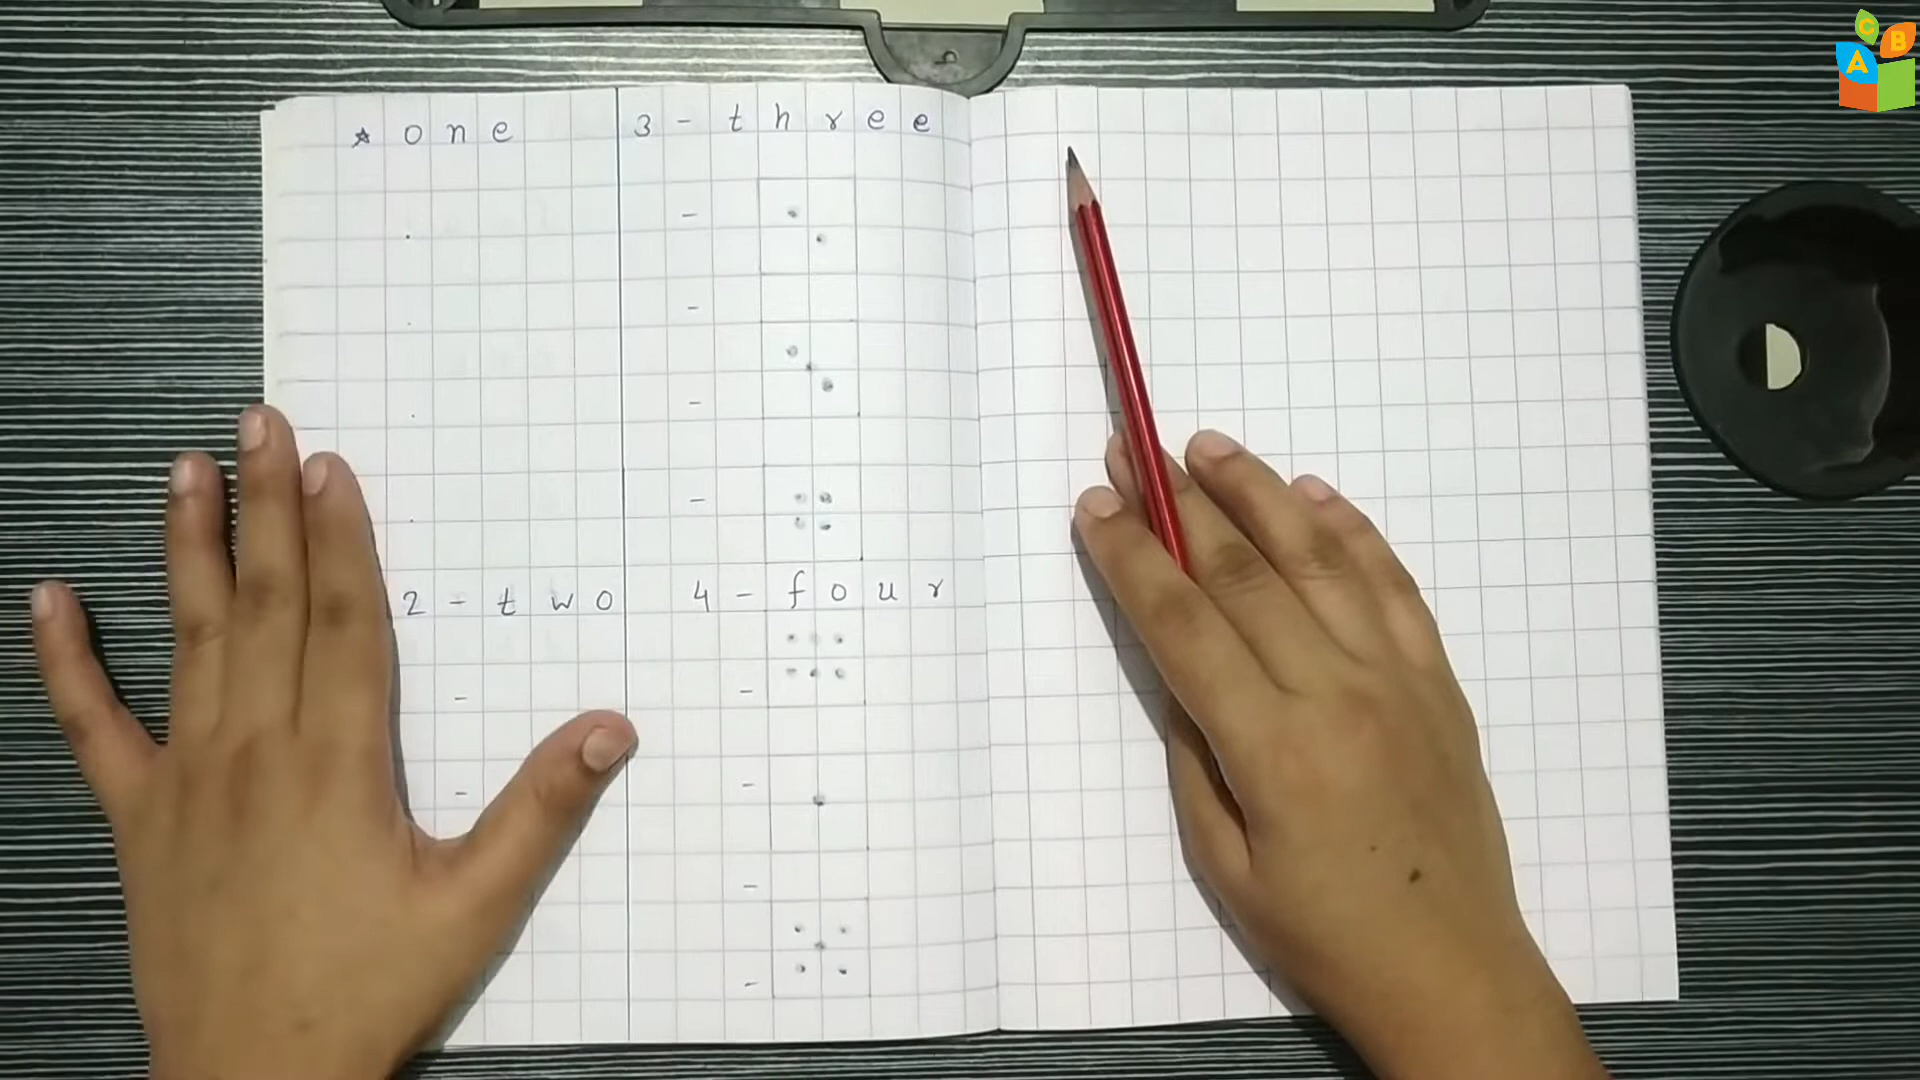 ☆ one
3 - three
2 - two
4 - four
A C B